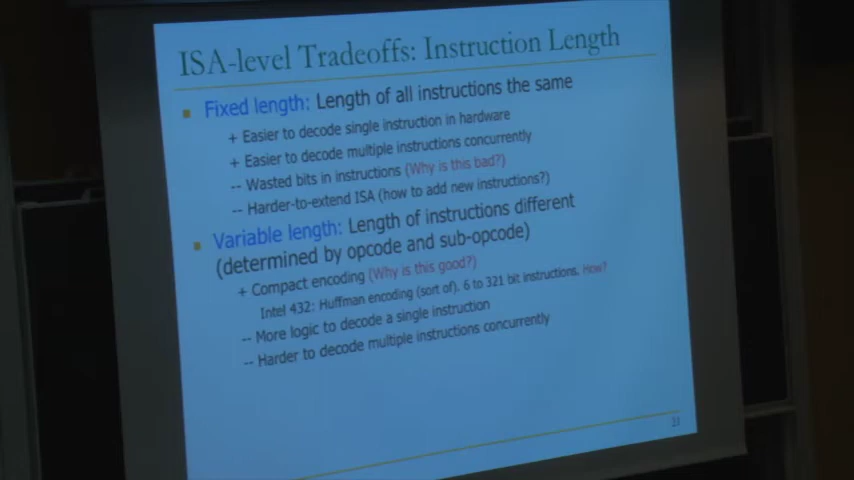 ISA-level Tradeoffs: Instruction Length
Fixed length: Length of all instructions the same
+ Easier to decode single instruction in hardware
+ Easier to decode multiple instructions concurrently
-- Wasted bits in instructions (Why is this bad?)
-- Harder-to-extend ISA (how to add new instructions?)
Variable length: Length of instructions different
(determined by opcode and sub-opcode)
+ Compact encoding (Why is this good?)
Intel 432: Huffman encoding (sort of). 6 to 321 bit instructions. How?
-- More logic to decode a single instruction
-- Harder to decode multiple instructions concurrently
21